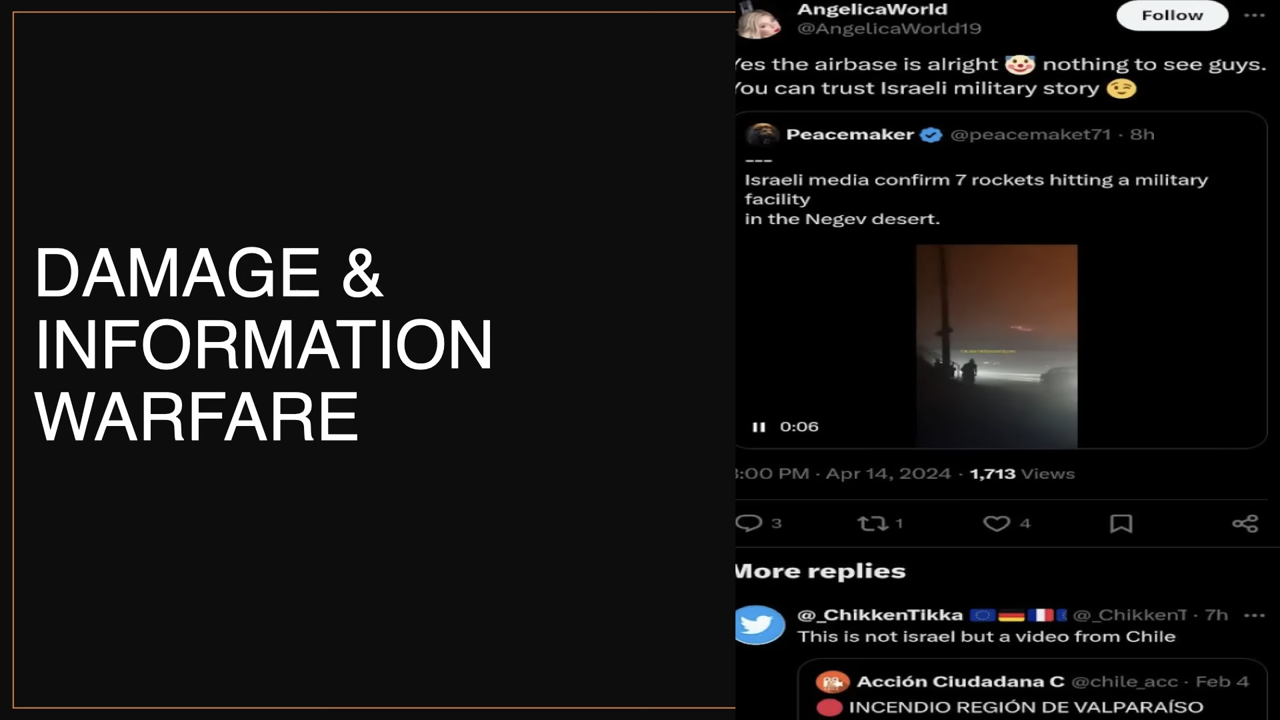 DAMAGE &
INFORMATION
WARFARE
AngelicaWorld
@AngelicaWorld19
Follow
Yes the airbase is alright 🤡 nothing to see guys.
You can trust Israeli military story 😉
Peacemaker @peacemaket71 · 8h
---
Israeli media confirm 7 rockets hitting a military
facility
in the Negev desert.
0:06
:00 PM · Apr 14, 2024 · 1,713 Views
3 1 4
More replies
@_ChikkenTikka 🇪🇺 🇩🇪 🇫🇷 @_ChikkenT · 7h
This is not israel but a video from Chile
Acción Ciudadana C @chile_acc · Feb 4
🔴 INCENDIO REGIÓN DE VALPARAÍSO